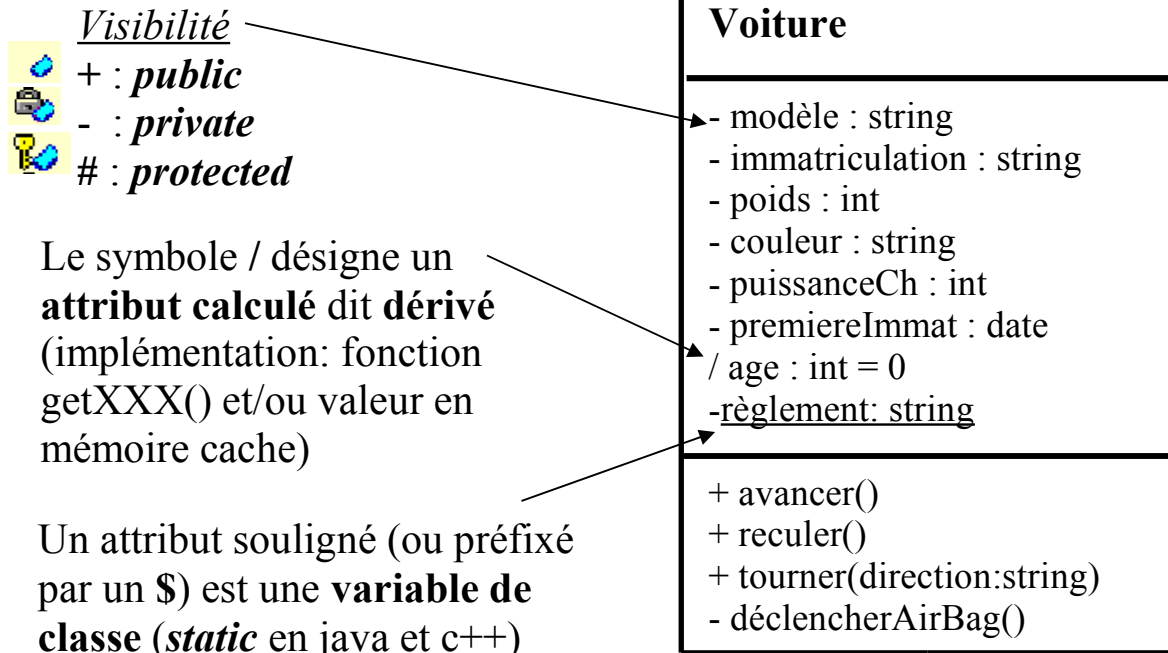 Visibilité
+ : public
- : private
# : protected
Le symbole / désigne un
attribut calculé dit dérivé
(implémentation: fonction
getXXX() et/ou valeur en
mémoire cache)
Un attribut souligné (ou préfixé
par un $) est une variable de
classe (static en java et c++)
Voiture
- modèle : string
- immatriculation : string
- poids : int
- couleur : string
- puissanceCh : int
- premiereImmat : date
/ age : int = 0
-règlement: string
+ avancer()
+ reculer()
+ tourner(direction:string)
- déclencherAirBag()